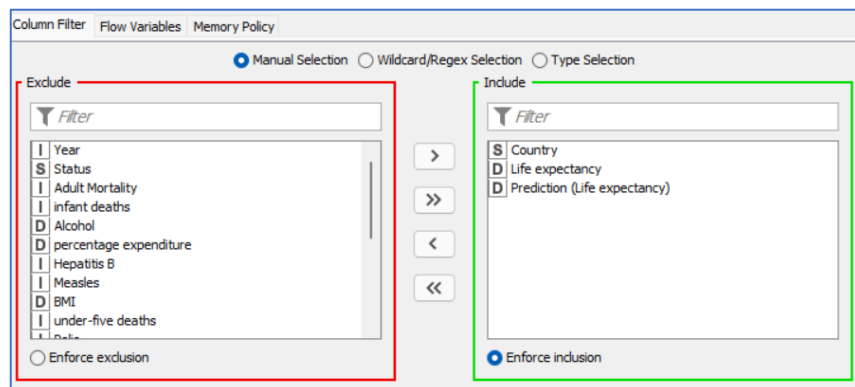 Column Filter Flow Variables Memory Policy
Manual Selection Wildcard/Regex Selection Type Selection
Exclude
Filter
I Year
S Status
I Adult Mortality
I infant deaths
D Alcohol
D percentage expenditure
I Hepatitis B
I Measles
D BMI
I under-five deaths
Enforce exclusion
>
>>
<
<<
Include
Filter
S Country
D Life expectancy
D Prediction (Life expectancy)
Enforce inclusion